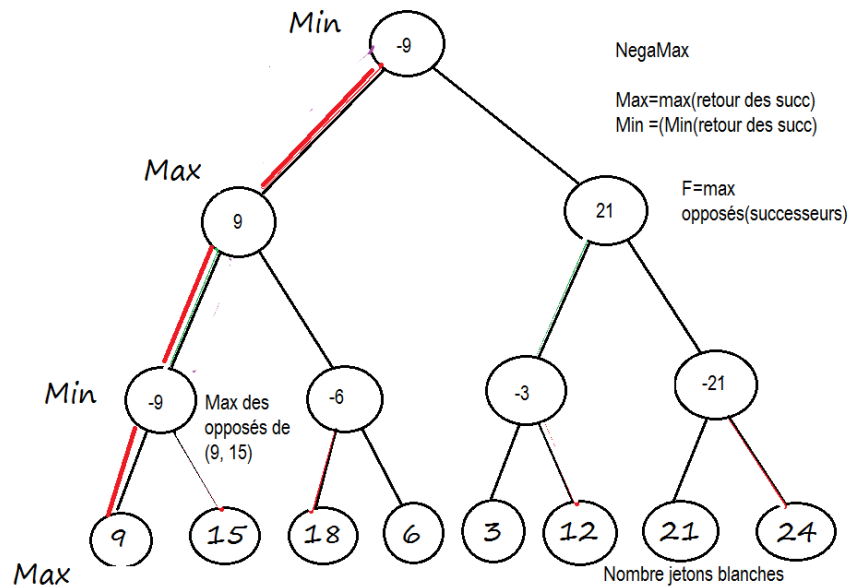 Min
-9
NegaMax
Max=max(retour des succ)
Min =(Min(retour des succ)
Max
9
21
F=max
opposés(successeurs)
Min
-9
Max des
opposés de
(9, 15)
-6
-3
-21
9
15
18
6
3
12
21
24
Max
Nombre jetons blanches